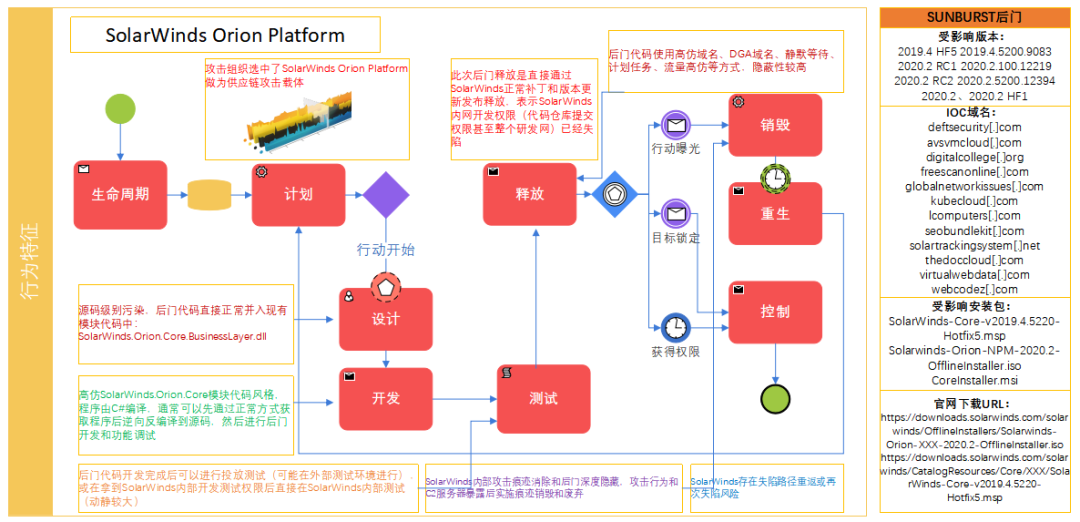 SolarWinds Orion Platform
行为特征
攻击组织选中了SolarWinds Orion Platform
做为供应链攻击载体
此次后门释放是直接通过
SolarWinds正常补丁和版本更
新发布释放，表示SolarWinds
内网开发权限（代码仓库提交
权限甚至整个研发网）已经失
陷
后门代码使用高仿域名、DGA域名、静默等待、
计划任务、流量高仿等方式，隐蔽性较高
生命周期
计划
行动开始
释放
行动曝光
目标锁定
获得权限
销毁
重生
控制
源码级别污染，后门代码直接正常并入现有
模块代码中：
SolarWinds.Orion.Core.BusinessLayer.dll
设计
高仿SolarWinds.Orion.Core模块代码风格，
程序由C#编译，通常可以先通过正常方式获
取程序后逆向反编译到源码，然后进行后门
开发和功能调试
开发
测试
后门代码开发完成后可以进行投放测试（可能在外部测试环境进行）
或在拿到SolarWinds内部开发测试权限后直接在SolarWinds内部测试
（动静较大）
SolarWinds内部攻击痕迹消除和后门深度隐藏，攻击行为和
C2服务器暴露后实施痕迹销毁和废弃
SolarWinds存在失陷路径重返或再
次失陷风险
SUNBURST后门
受影响版本：
2019.4 HF5 2019.4.5200.9083
2020.2 RC1 2020.2.100.12219
2020.2 RC2 2020.2.5200.12394
2020.2、2020.2 HF1
IOC域名：
deftsecurity[.]com
avsvmcloud[.]com
digitalcollege[.]org
freescanonline[.]com
globalnetworkissues[.]com
kubecloud[.]com
lcomputers[.]com
seobundlekit[.]com
solartrackingsystem[.]net
thedoccloud[.]com
virtualwebdata[.]com
webcodez[.]com
受影响安装包：
SolarWinds-Core-v2019.4.5220-
Hotfix5.msp
Solarwinds-Orion-NPM-2020.2-
OfflineInstaller.iso
CoreInstaller.msi
官网下载URL：
https://downloads.solarwinds.com/solar
winds/OfflineInstallers/Solarwinds-
Orion-XXX-2020.2-OfflineInstaller.iso
https://downloads.solarwinds.com/solar
winds/CatalogResources/Core/XXX/Sola
rWinds-Core-v2019.4.5220-
Hotfix5.msp